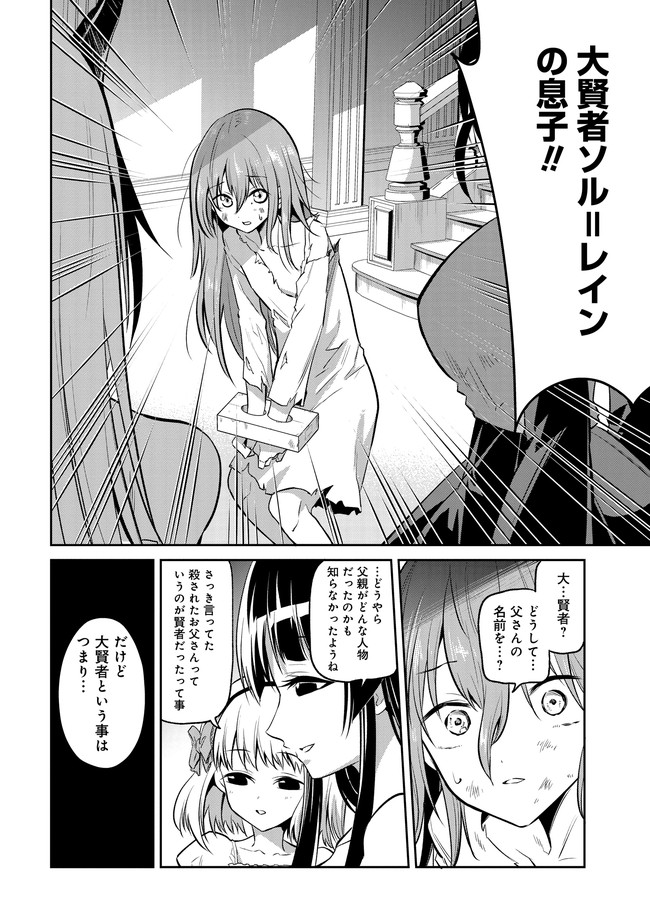 大賢者ソル＝レイン
の息子!!
大…賢者？
どうして…
父さんの
名前を…？
…どうやら
父親がどんな人物
だったのかも
知らなかったようね
さっき言ってた
殺されたお父さんって
いうのが賢者だったって事
だけど
大賢者という事は
つまり…